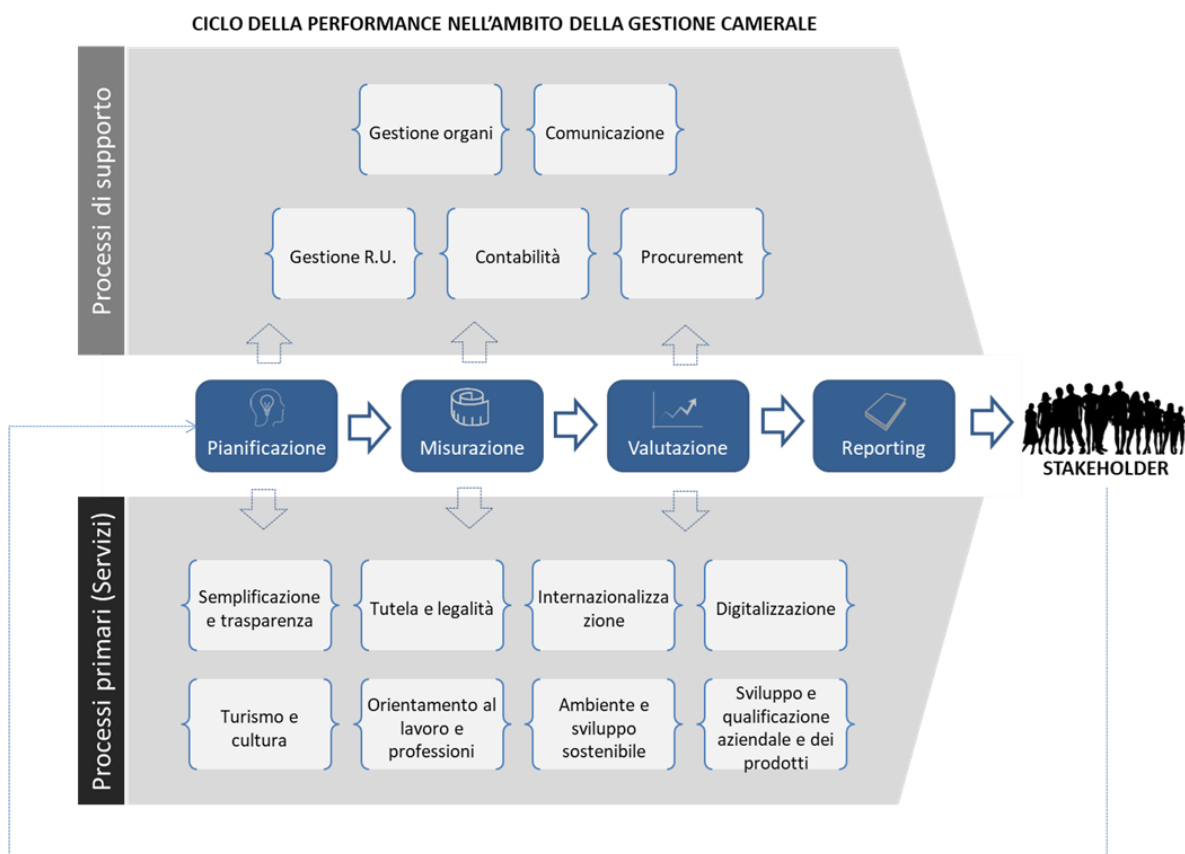 CICLO DELLA PERFORMANCE NELL'AMBITO DELLA GESTIONE CAMERALE
Processi di supporto
Gestione organi
Comunicazione
Gestione R.U.
Contabilità
Procurement
Pianificazione
Misurazione
Valutazione
Reporting
STAKEHOLDER
Processi primari (Servizi)
Semplificazione
e trasparenza
Tutela e legalità
Internazionalizza
zione
Digitalizzazione
Turismo e
cultura
Orientamento al
lavoro e
professioni
Ambiente e
sviluppo
sostenibile
Sviluppo e
qualificazione
aziendale e dei
prodotti